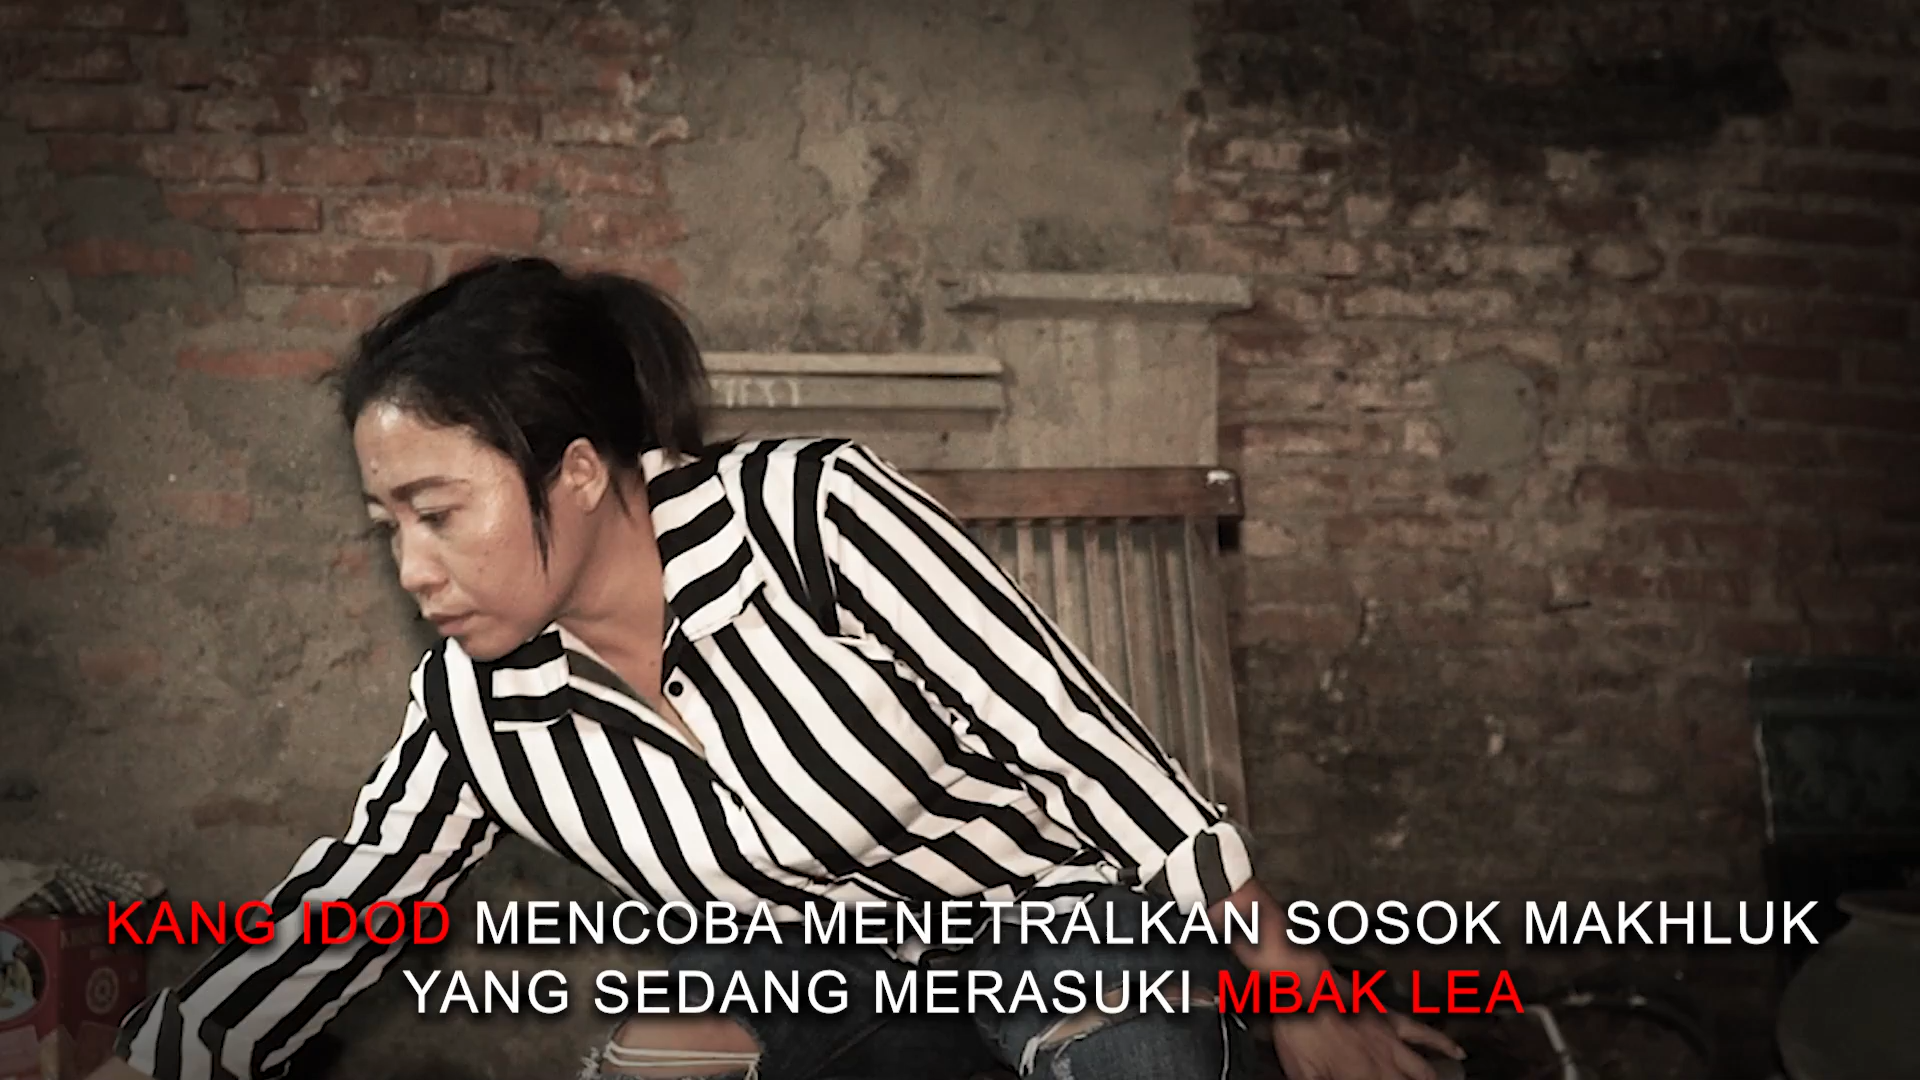 KANG IDOD MENCOBA MENETRALKAN SOSOK MAKHLUK
YANG SEDANG MERASUKI MBAK LEA